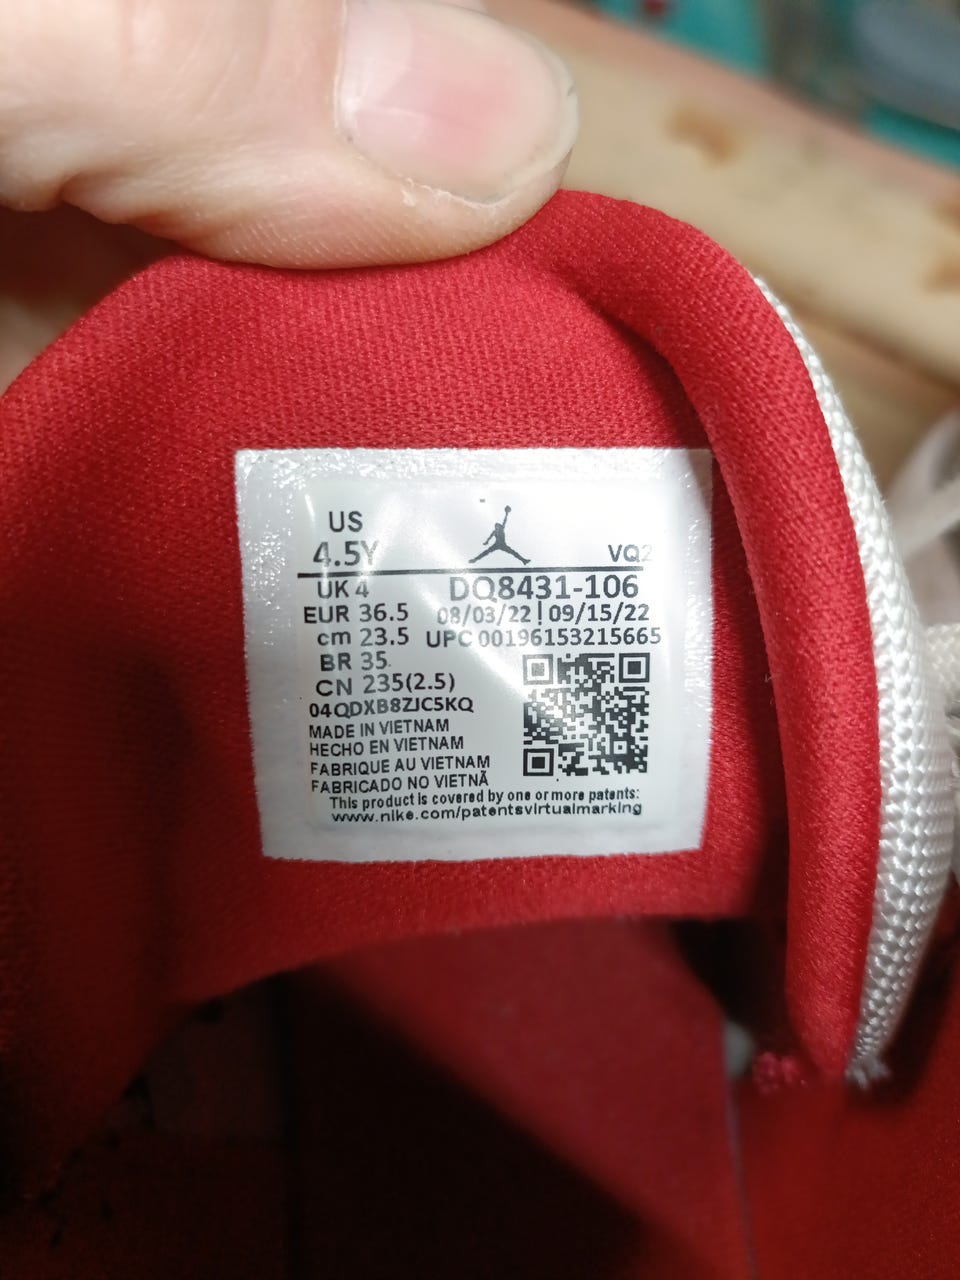 US
4.5Y VQ2
UK 4 DQ8431-106
EUR 36.5 08/03/22 | 09/15/22
cm 23.5 UPC 00196153215665
BR 35
CN 235(2.5)
04QDXB8ZJC5KQ
MADE IN VIETNAM
HECHO EN VIETNAM
FABRIQUE AU VIETNAM
FABRICADO NO VIETNÃ
This product is covered by one or more patents:
www.nike.com/patentsvirtualmarking